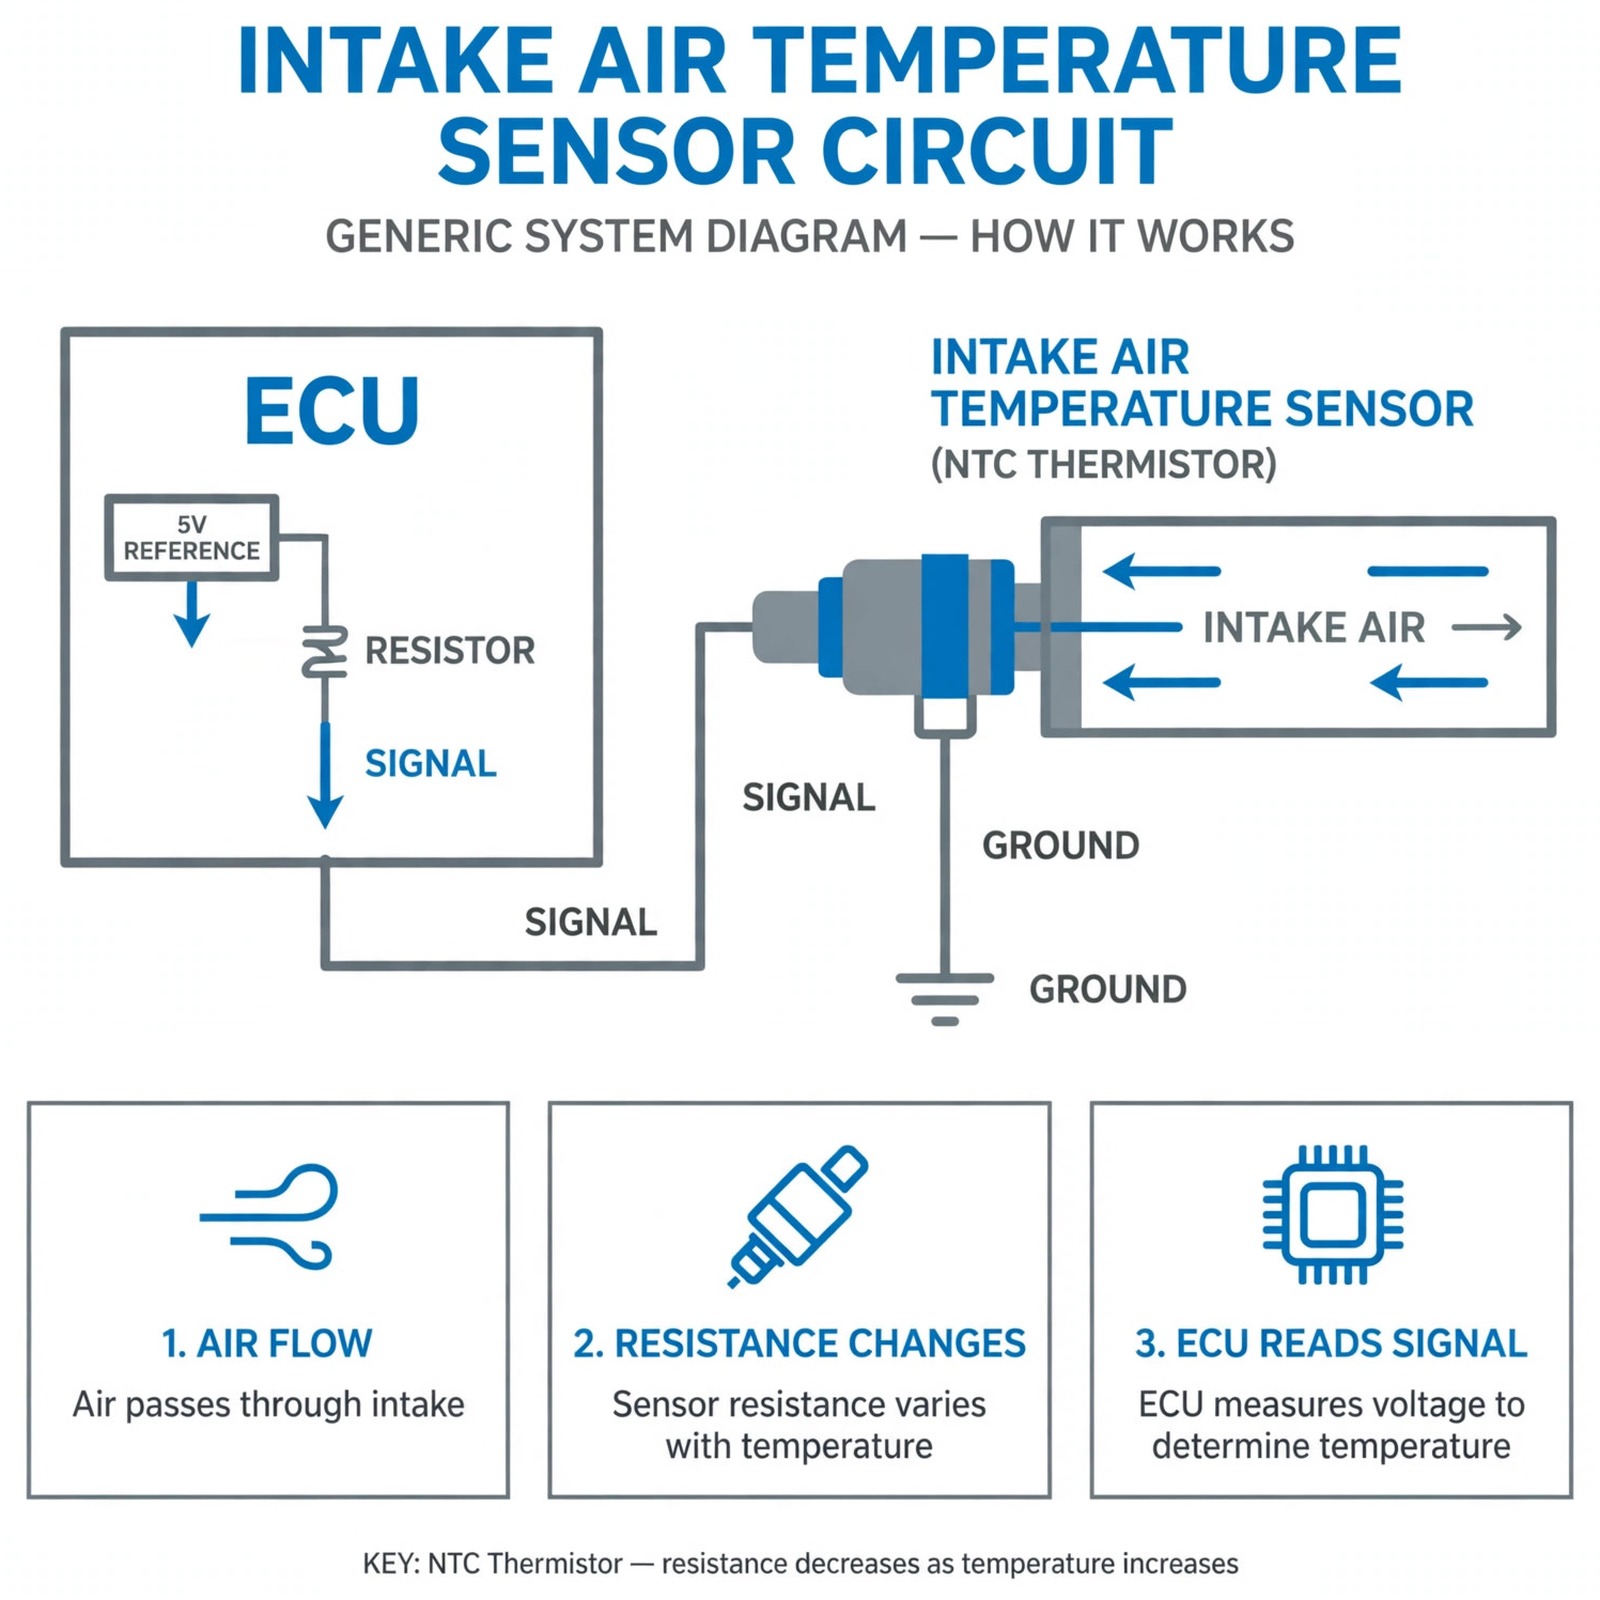 INTAKE AIR TEMPERATURE
SENSOR CIRCUIT
GENERIC SYSTEM DIAGRAM — HOW IT WORKS
ECU
5V
REFERENCE
RESISTOR
SIGNAL
INTAKE AIR
TEMPERATURE SENSOR
(NTC THERMISTOR)
INTAKE AIR
SIGNAL
GROUND
SIGNAL
GROUND
1. AIR FLOW
Air passes through intake
2. RESISTANCE CHANGES
Sensor resistance varies
with temperature
3. ECU READS SIGNAL
ECU measures voltage to
determine temperature
KEY: NTC Thermistor — resistance decreases as temperature increases